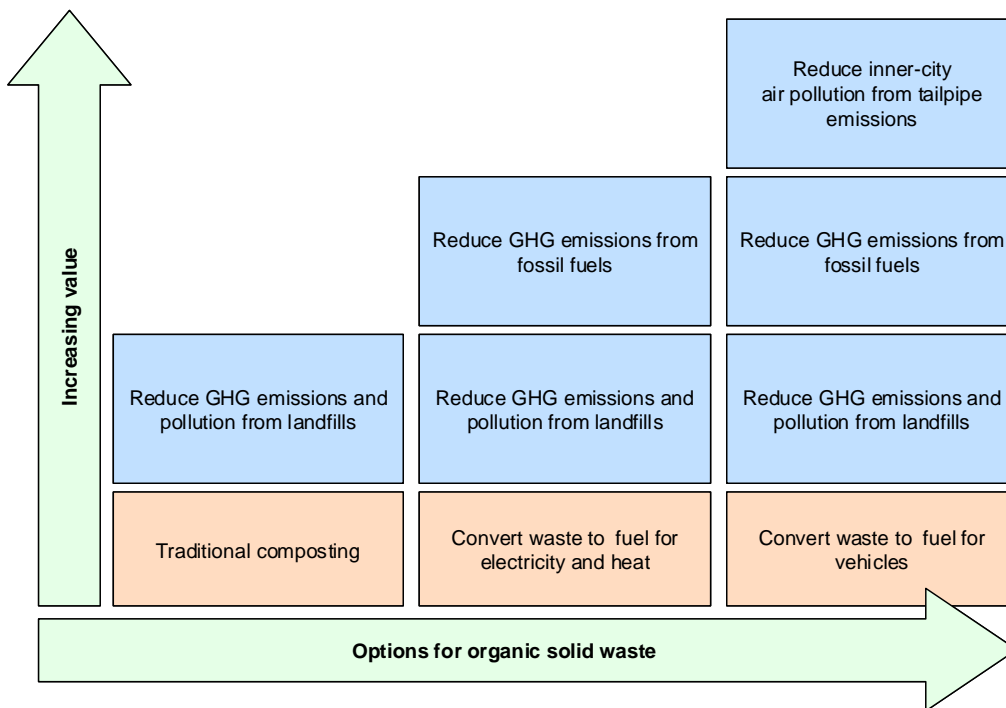 Reduce inner-city
air pollution from tailpipe
emissions
Reduce GHG emissions from
fossil fuels
Reduce GHG emissions from
fossil fuels
Increasing value
Reduce GHG emissions and
pollution from landfills
Reduce GHG emissions and
pollution from landfills
Reduce GHG emissions and
pollution from landfills
Traditional composting
Convert waste to  fuel for
electricity and heat
Convert waste to  fuel for
vehicles
Options for organic solid waste